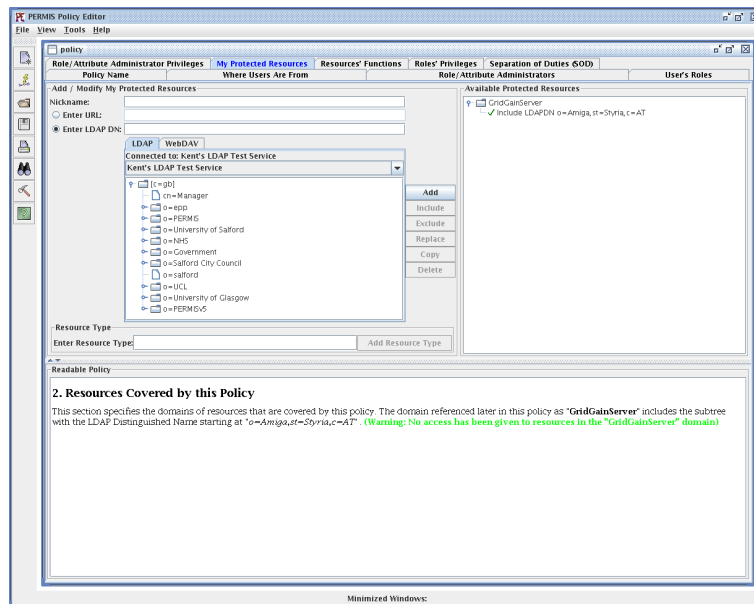 PERMIS Policy Editor
File View Tools Help
policy
Role/Attribute Administrator Privileges My Protected Resources Resources' Functions Roles' Privileges Separation of Duties (SOD)
Policy Name Where Users Are From Role/Attribute Administrators User's Roles
Add / Modify My Protected Resources
Nickname:
Enter URL:
Enter LDAP DN:
LDAP WebDAV
Connected to: Kent's LDAP Test Service
Kent's LDAP Test Service
[c=gb]
cn=Manager
o=epp
o=PERMIS
o=University of Salford
o=NHS
o=Government
o=Salford City Council
o=salford
o=UCL
o=University of Glasgow
o=PERMISv5
Add
Include
Exclude
Replace
Copy
Delete
Available Protected Resources
GridGainServer
Include LDAPDN o=Amiga,st=Styria,c=AT
Resource Type
Enter Resource Type: Add Resource Type
Readable Policy
2. Resources Covered by this Policy
This section specifies the domains of resources that are covered by this policy. The domain referenced later in this policy as "GridGainServer" includes the subtree
with the LDAP Distinguished Name starting at "o=Amiga,st=Styria,c=AT" . (Warning: No access has been given to resources in the "GridGainServer" domain)
Minimized Windows: